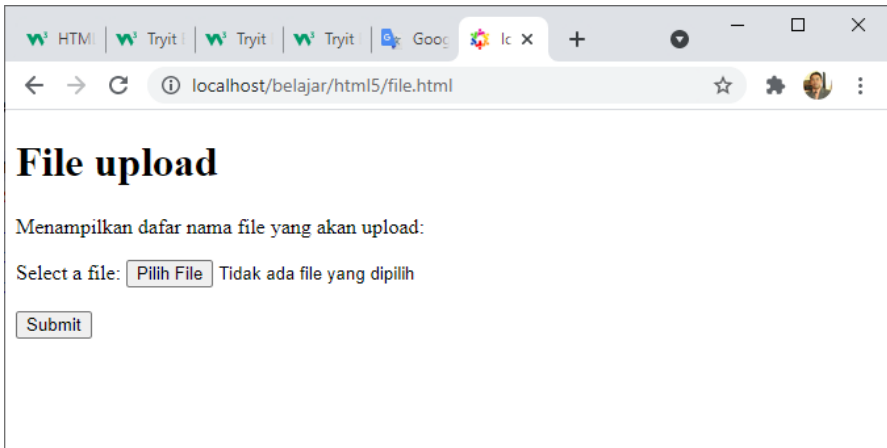 HTML Tryit Tryit Tryit Goog lo
localhost/belajar/html5/file.html
File upload
Menampilkan dafar nama file yang akan upload:
Select a file: Pilih File Tidak ada file yang dipilih
Submit